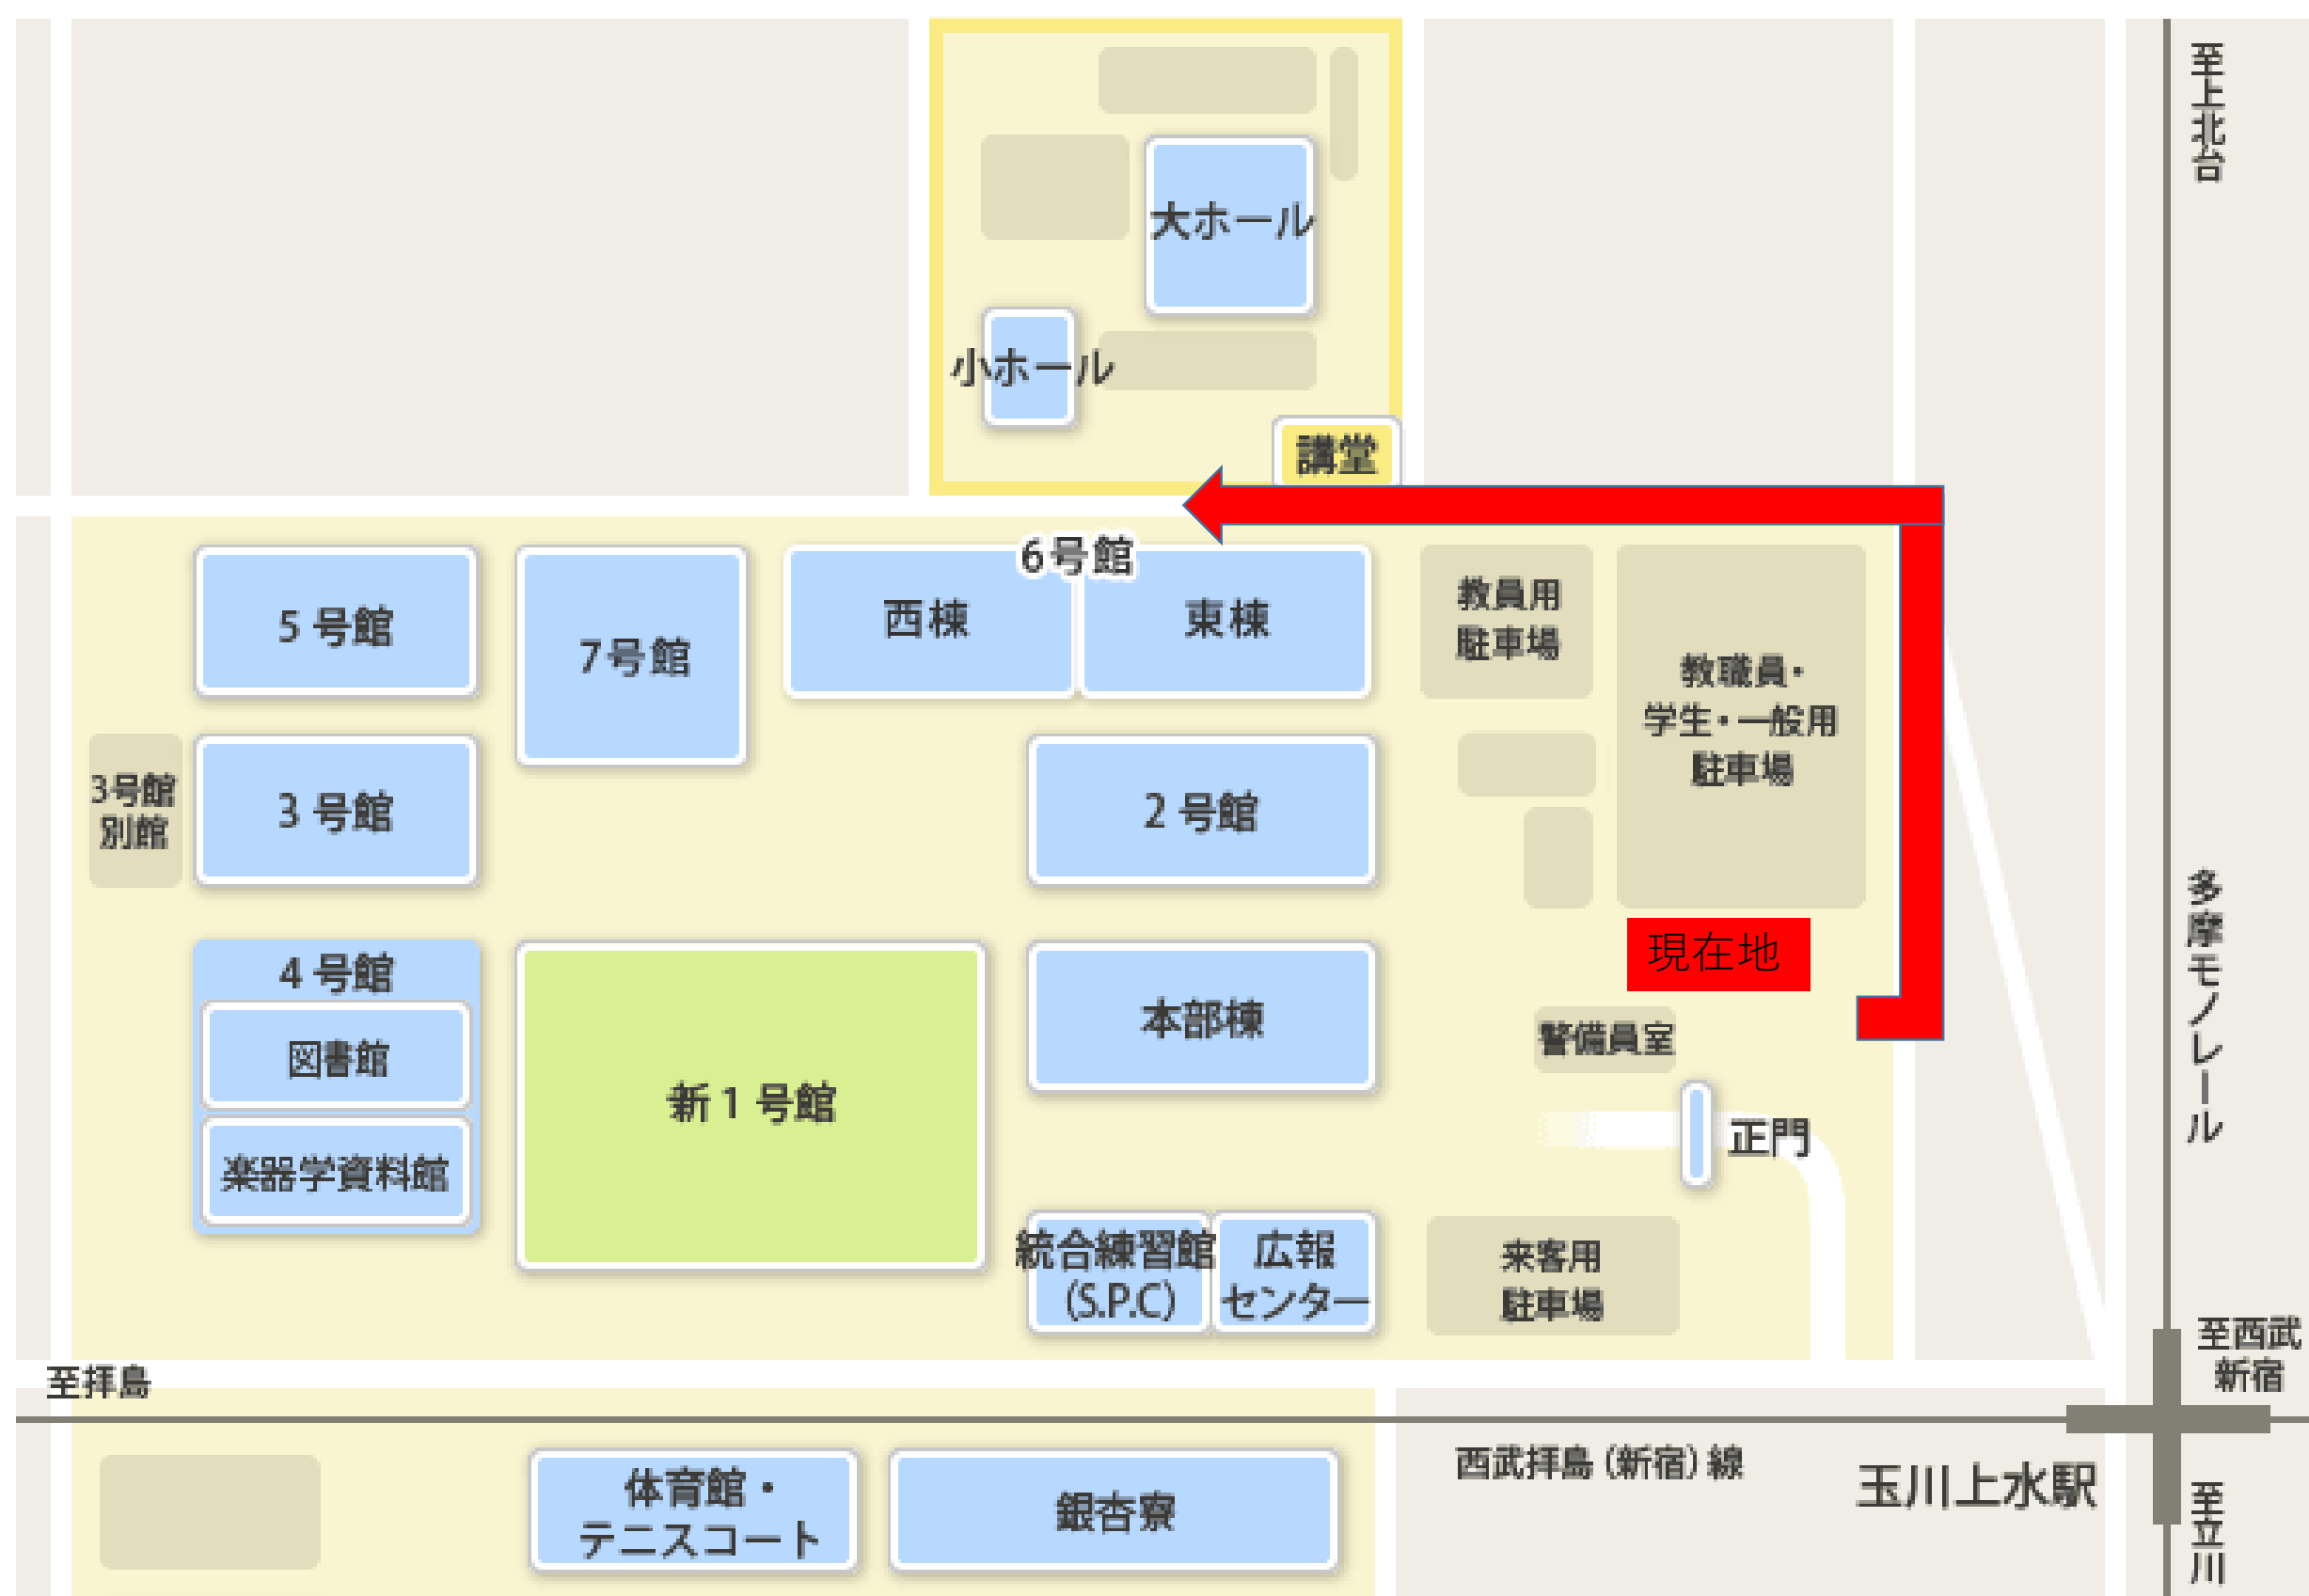 至上北台
大ホール
小ホール
講堂
6号館
西棟
東棟
5 号館
7号館
教員用
駐車場
教職員・
学生・一般用
駐車場
3号館
別館
3 号館
2 号館
多摩モノレール
現在地
4 号館
図書館
楽器学資料館
新 1 号館
本部棟
警備員室
正門
統合練習館
(S.P.C)
広報
センター
来客用
駐車場
至西武
新宿
至拝島
西武拝島(新宿)線
玉川上水駅
至立川
体育館・
テニスコート
銀杏寮